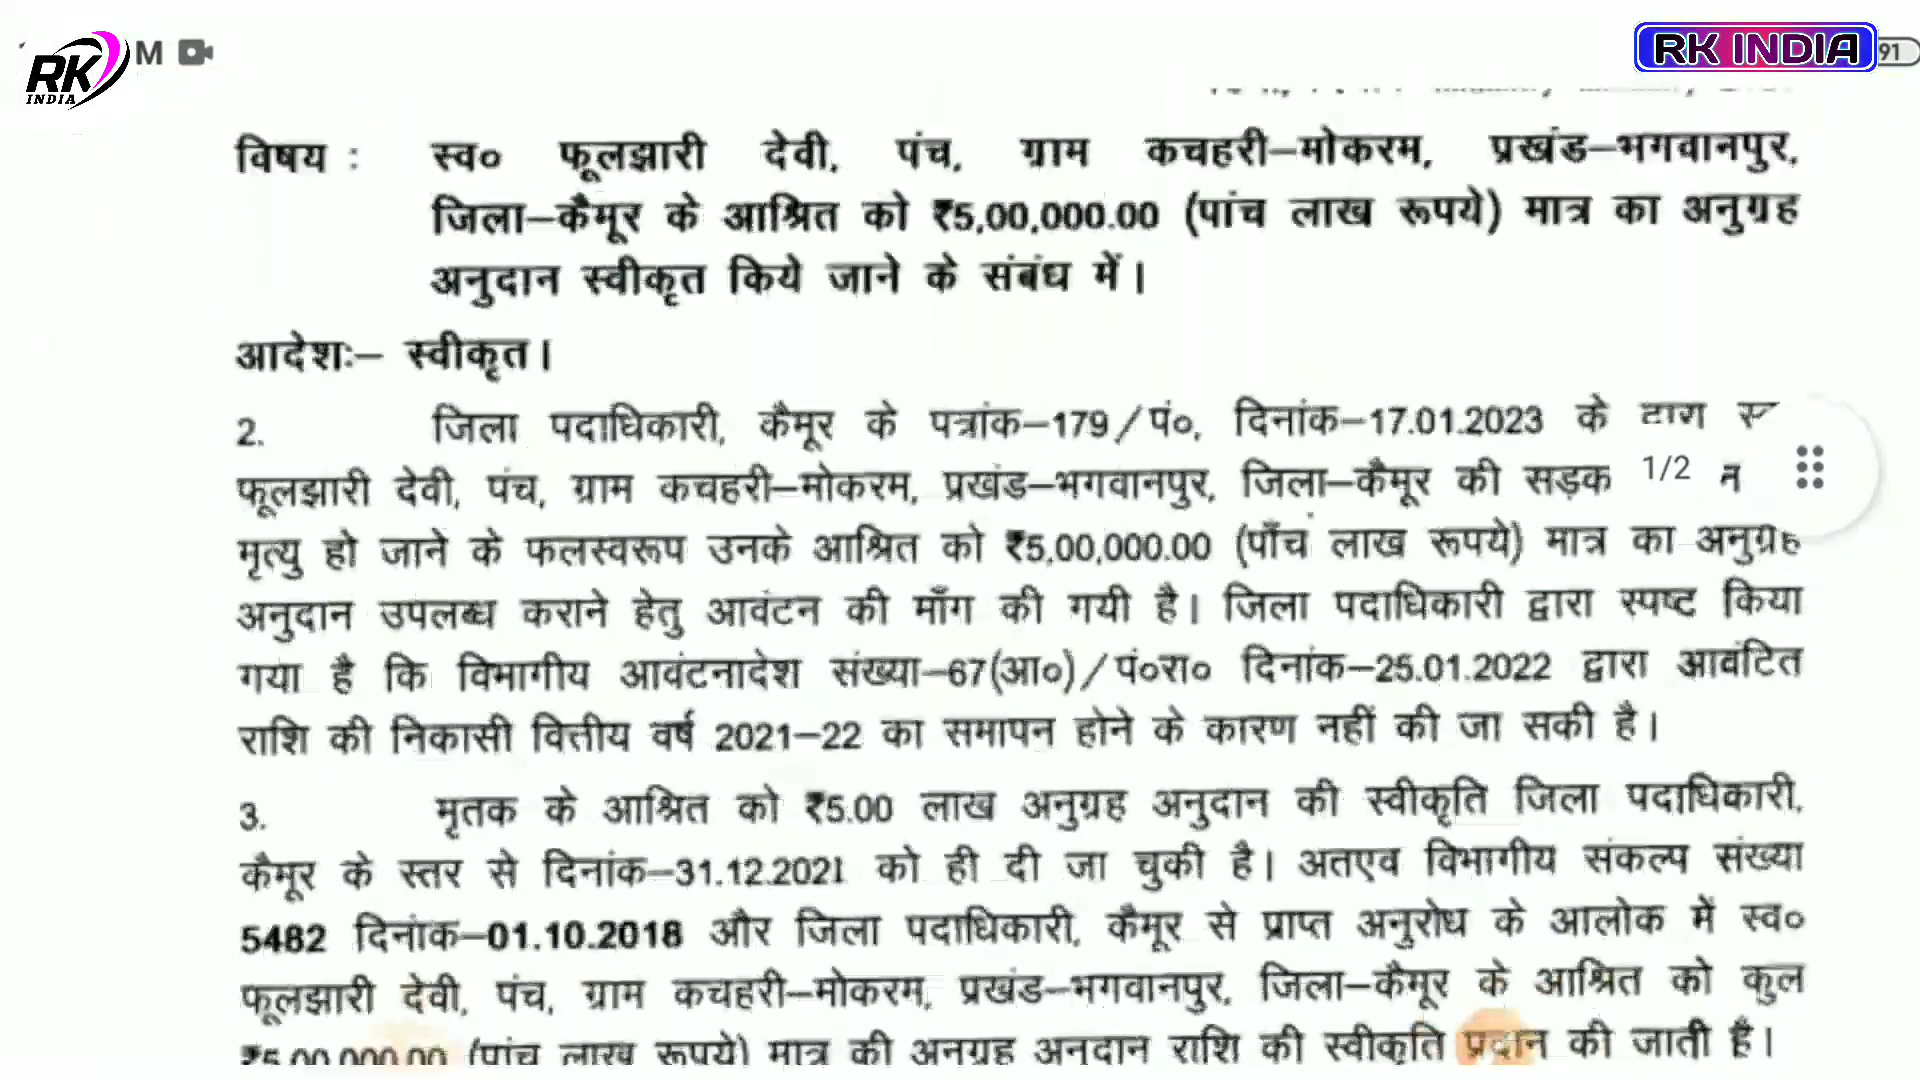 RK INDIA
M
RK INDIA
91
विषय : स्व० फूलझारी देवी, पंच, ग्राम कचहरी–मोकरम, प्रखंड–भगवानपुर,
जिला–कैमूर के आश्रित को ₹5,00,000.00 (पांच लाख रूपये) मात्र का अनुग्रह
अनुदान स्वीकृत किये जाने के संबंध में।
आदेशः– स्वीकृत।
2. जिला पदाधिकारी, कैमूर के पत्रांक–179/पं०, दिनांक–17.01.2023 के द्वारा
फूलझारी देवी, पंच, ग्राम कचहरी–मोकरम, प्रखंड–भगवानपुर, जिला–कैमूर की सड़क
1/2
मृत्यु हो जाने के फलस्वरूप उनके आश्रित को ₹5,00,000.00 (पाँच लाख रूपये) मात्र का अनुग्रह
अनुदान उपलब्ध कराने हेतु आवंटन की माँग की गयी है। जिला पदाधिकारी द्वारा स्पष्ट किया
गया है कि विभागीय आवंटनादेश संख्या–67(आ०)/पं०रा० दिनांक–25.01.2022 द्वारा आवंटित
राशि की निकासी वित्तीय वर्ष 2021–22 का समापन होने के कारण नहीं की जा सकी है।
3. मृतक के आश्रित को ₹5.00 लाख अनुग्रह अनुदान की स्वीकृति जिला पदाधिकारी,
कैमूर के स्तर से दिनांक–31.12.2021 को ही दी जा चुकी है। अतएव विभागीय संकल्प संख्या
5482 दिनांक–01.10.2018 और जिला पदाधिकारी, कैमूर से प्राप्त अनुरोध के आलोक में स्व०
फूलझारी देवी, पंच, ग्राम कचहरी–मोकरम, प्रखंड–भगवानपुर, जिला–कैमूर के आश्रित को कुल
₹5,00,000.00 (पांच लाख रूपये) मात्र की अनुग्रह अनुदान राशि की स्वीकृति प्रदान की जाती है।